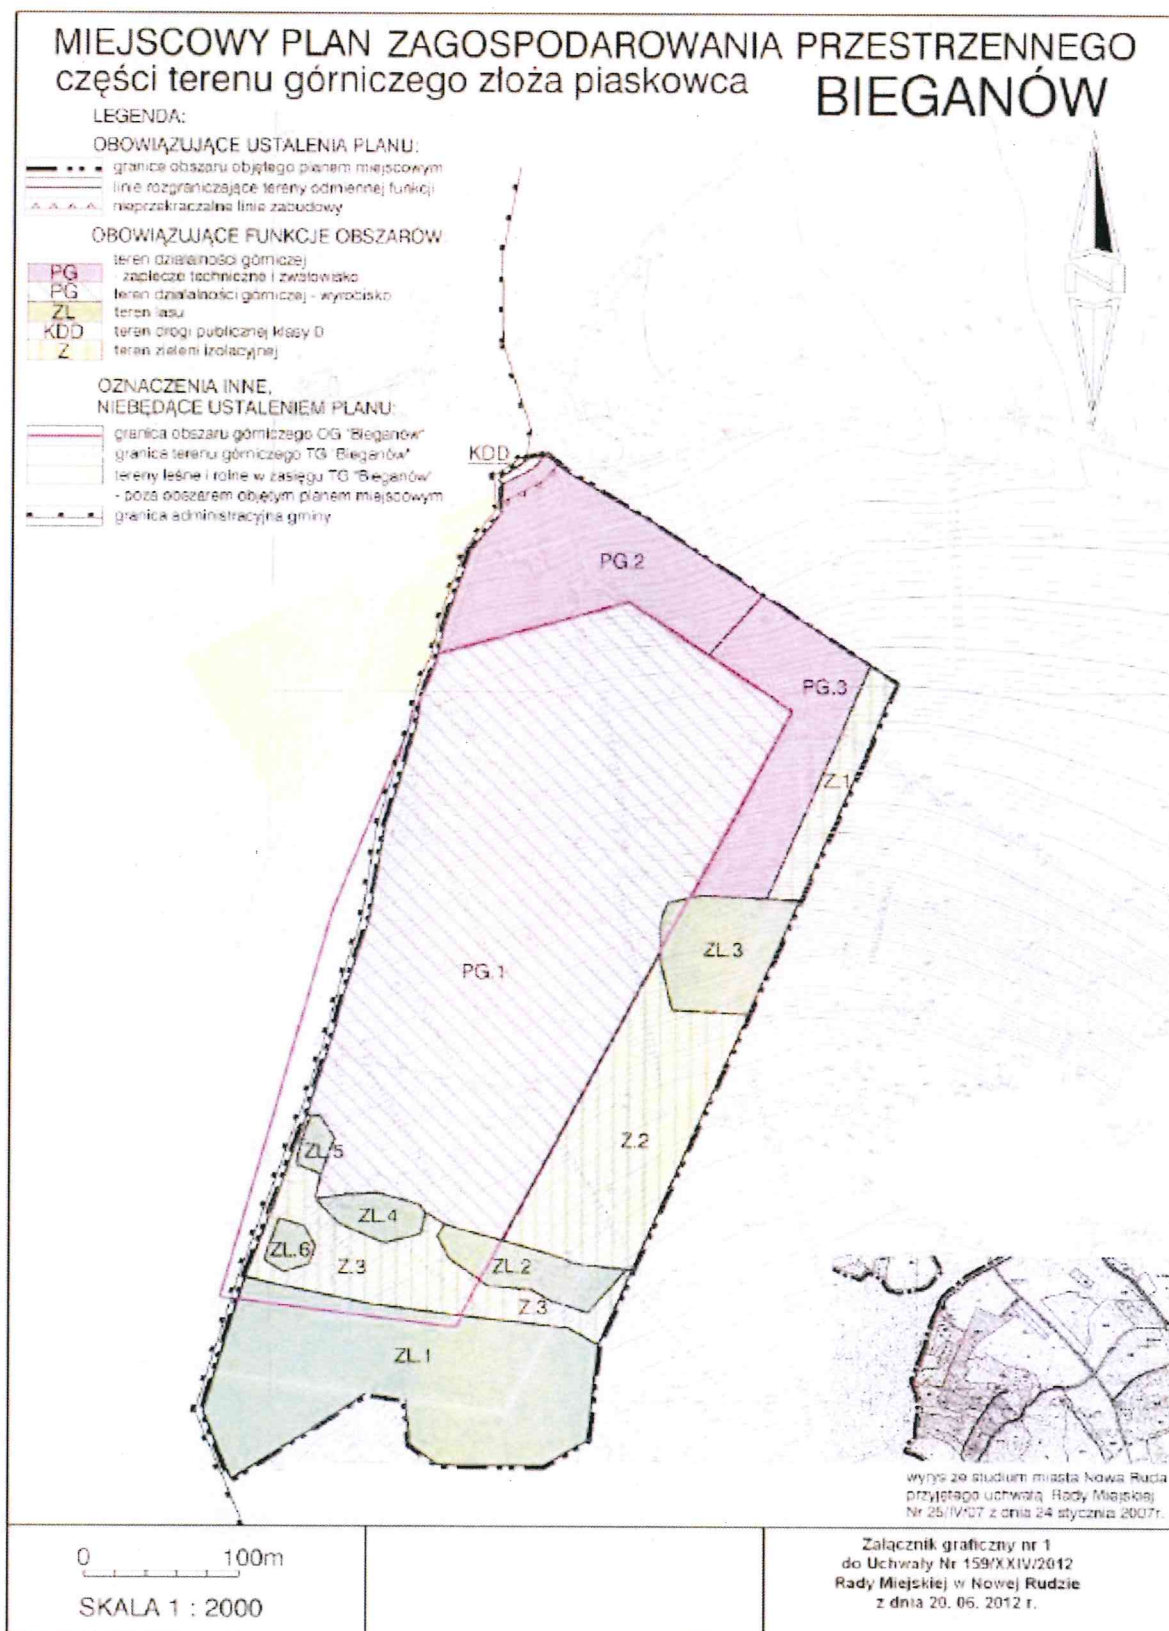 MIEJSCOWY PLAN ZAGOSPODAROWANIA PRZESTRZENNEGO
części terenu górniczego złoża piaskowca BIEGANÓW
LEGENDA:
OBOWIĄZUJĄCE USTALENIA PLANU:
granice obszaru objętego planem miejscowym
linie rozgraniczające tereny odmiennej funkcji
nieprzekraczalne linie zabudowy
OBOWIĄZUJĄCE FUNKCJE OBSZARÓW
PG teren działalności górniczej
- zaplecze techniczne i zwałowisko
PG teren działalności górniczej - wyrobisko
ZL teren lasu
KDD teren drogi publicznej klasy D
Z teren zieleni izolacyjnej
OZNACZENIA INNE,
NIEBĘDĄCE USTALENIEM PLANU:
granica obszaru górniczego OG "Bieganów"
granica terenu górniczego TG "Bieganów"
tereny leśne i rolne w zasięgu TG "Bieganów"
- poza obszarem objętym planem miejscowym
granica administracyjna gminy
N
KDD
PG.2
PG.3
Z.1
ZL.3
PG.1
Z.2
ZL.5
ZL.4
ZL.6
Z.3
ZL.2
Z.3
ZL.1
wyrys ze studium miasta Nowa Ruda
przyjętego uchwałą Rady Miejskiej
Nr 25/IV/07 z dnia 24 stycznia 2007r.
0 100m
SKALA 1 : 2000
Załącznik graficzny nr 1
do Uchwały Nr 159/XXIV/2012
Rady Miejskiej w Nowej Rudzie
z dnia 20. 06. 2012 r.